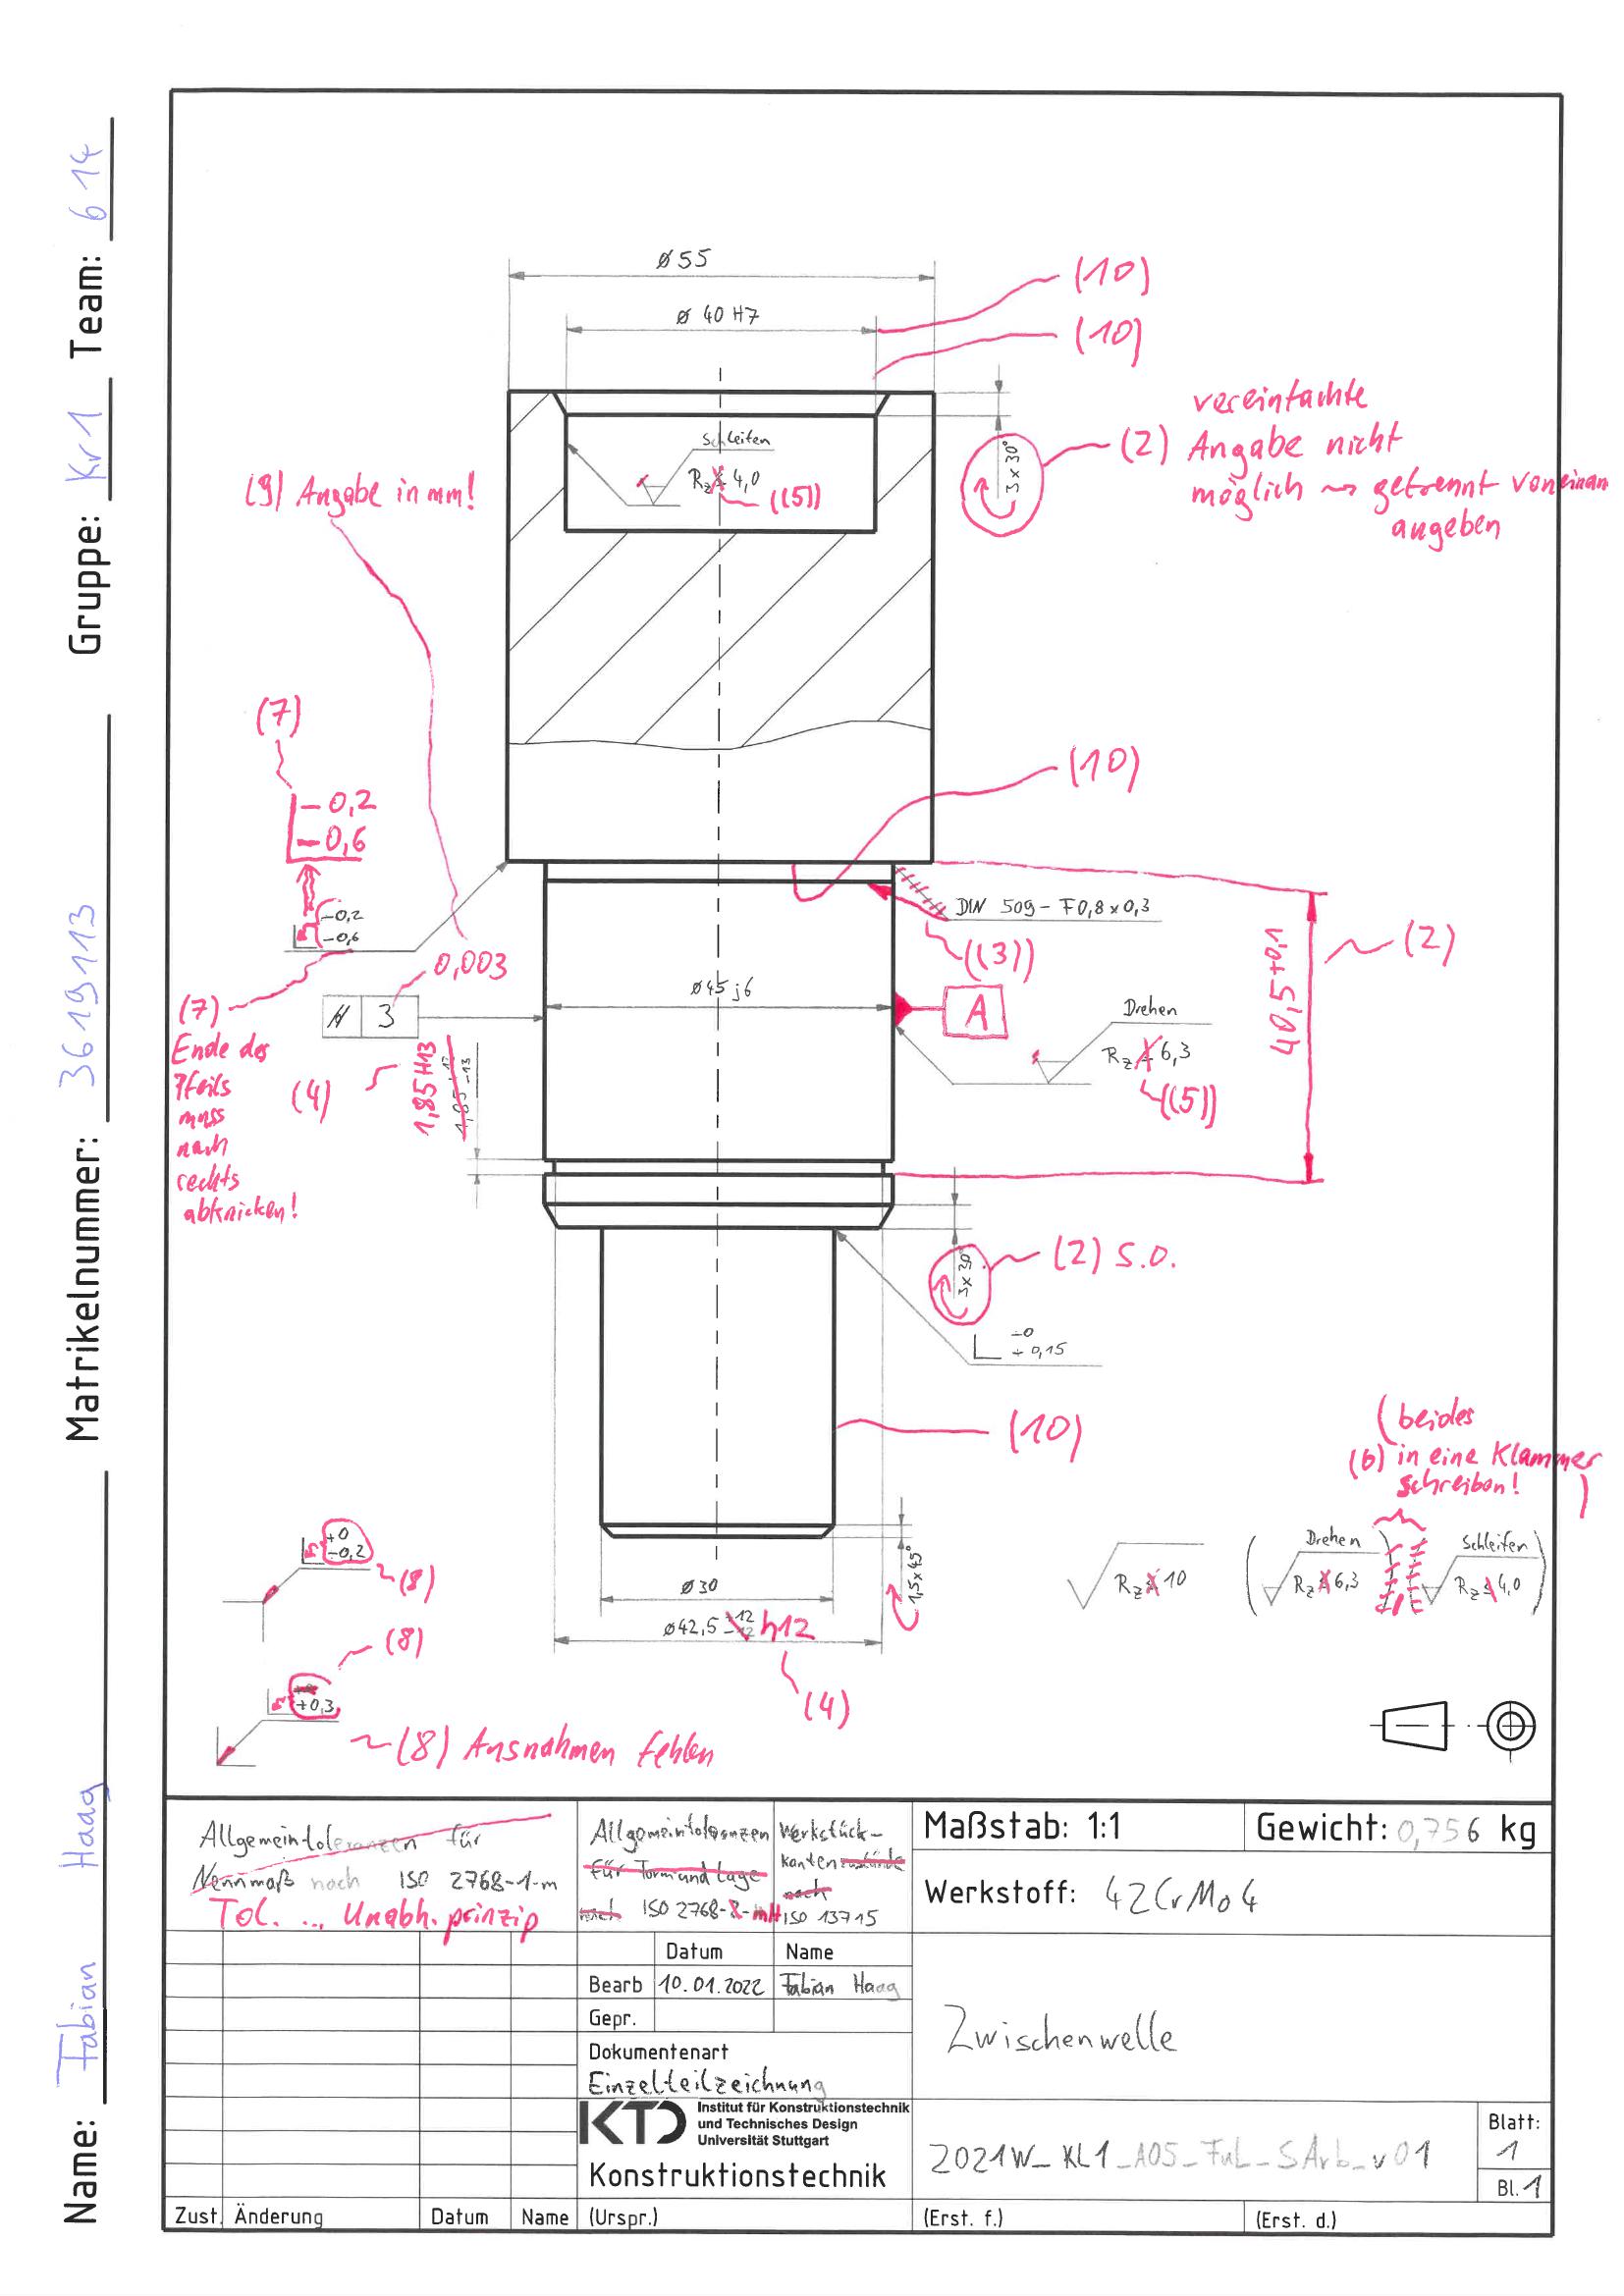 Name: Fabian Haag Matrikelnummer: 3619113 Gruppe: Kr1 Team: 614
Ø55
(10)
Ø 40 H7
(10)
vereinfachte
(2) Angabe nicht
möglich ~> getrennt voneinan
angeben
3 x 30°
Schleifen
Rz ≤ 4,0
((5))
(9) Angabe in mm!
(7)
-0,2
-0,6
(10)
-0,2
-0,6
DIN 509 - F0,8 x 0,3
((3))
0,003
(2)
40,5+0,1
Ø45 j6
A
3
Drehen
Rz ≤ 6,3
((5))
(7)
Ende des
Pfeils
muss
nach
rechts
abknicken!
(4)
1,85 H13
3 x 30°
(2) S.O.
-0
+ 0,15
(10)
(beides
(6) in eine Klammer
schreiben!
)
+0
-0,2
(8)
1,5 x 45°
Rz ≤ 10
(Drehen
Rz ≤ 6,3)
(Schleifen
Rz ≤ 4,0)
Ø30
Ø42,5 +12 -12 h12
(4)
(8)
+0,3
~(8) Ausnahmen fehlen
Allgemeintoleranzen für
Nennmaß nach ISO 2768-1-m
Tol. ... Unabh.prinzip
Allgemeintoleranzen
für Form und Lage
nach ISO 2768-2-mH
Werkstück-
kantenzustände
nach
ISO 13715
Maßstab: 1:1
Gewicht: 0,756 kg
Werkstoff: 42CrMo4
Datum Name
Bearb 10.01.2022 Fabian Haag
Gepr.
Dokumentenart
Einzelteilzeichnung
Zwischenwelle
KTD Institut für Konstruktionstechnik
und Technisches Design
Universität Stuttgart
Konstruktionstechnik
2021W_KL1_A05_FuL_SArb_v01
Blatt:
1
Bl. 1
Zust. Änderung Datum Name (Urspr.) (Erst. f.) (Erst. d.)